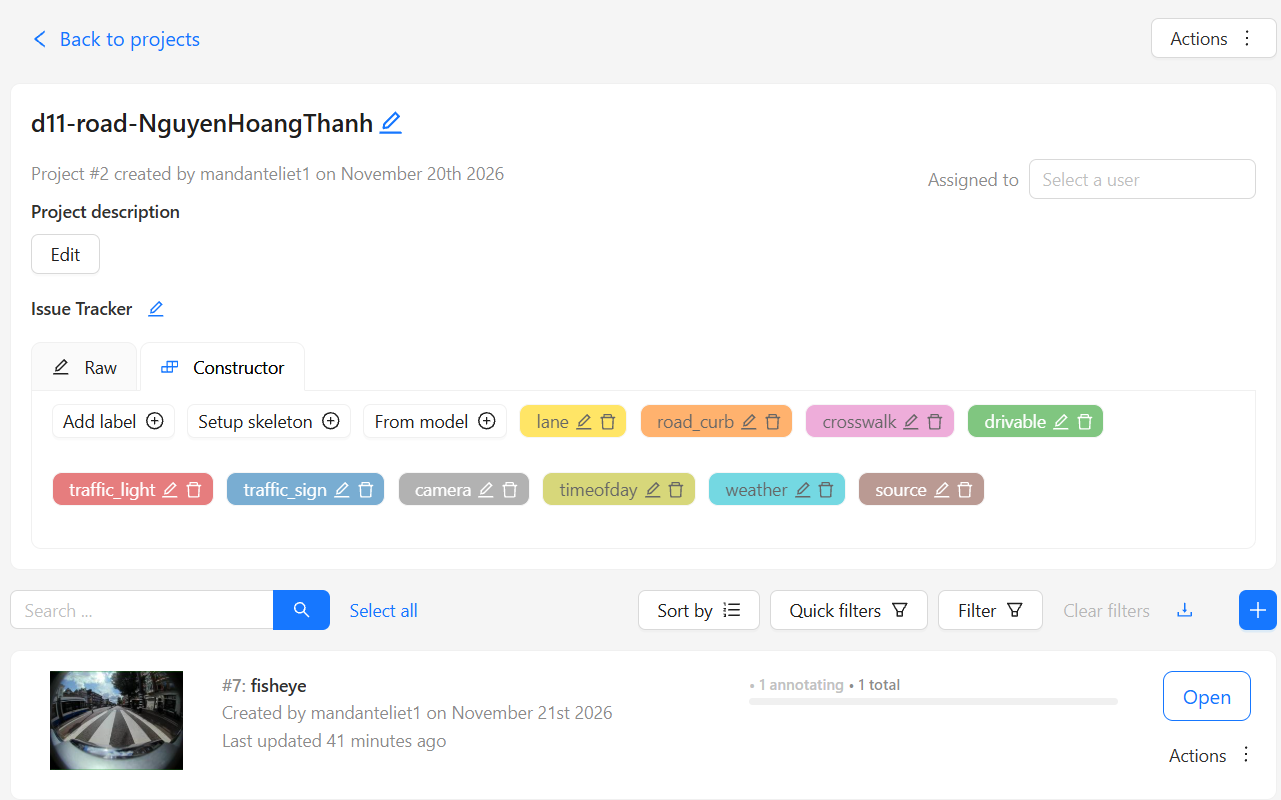 Back to projects
Actions
d11-road-NguyenHoangThanh
Project #2 created by mandanteliet1 on November 20th 2026
Assigned to Select a user
Project description
Edit
Issue Tracker
Raw Constructor
Add label Setup skeleton From model lane road_curb crosswalk drivable
traffic_light traffic_sign camera timeofday weather source
Search ... Select all Sort by Quick filters Filter Clear filters
#7: fisheye
• 1 annotating • 1 total
Created by mandanteliet1 on November 21st 2026
Last updated 41 minutes ago
Open
Actions